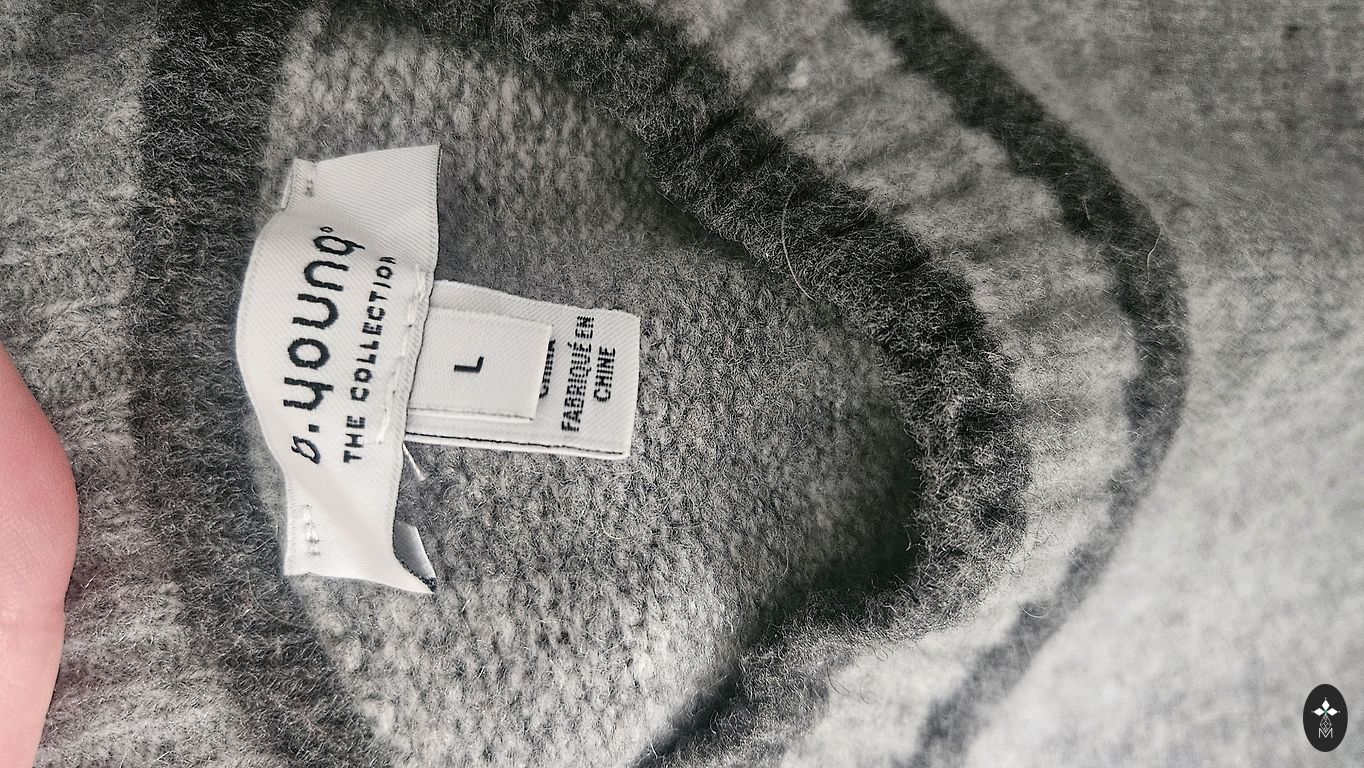 b.young®
THE COLLECTION
L
FABRIQUÉ EN
CHINE
M